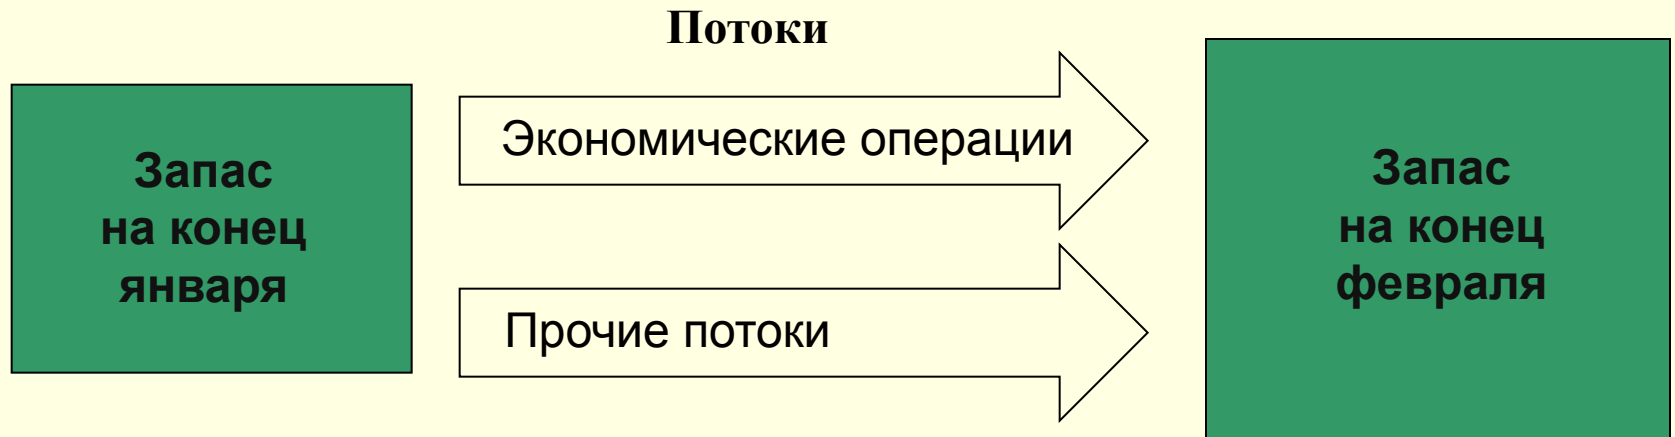 Потоки
Запас
на конец
января
Экономические операции
Прочие потоки
Запас
на конец
февраля